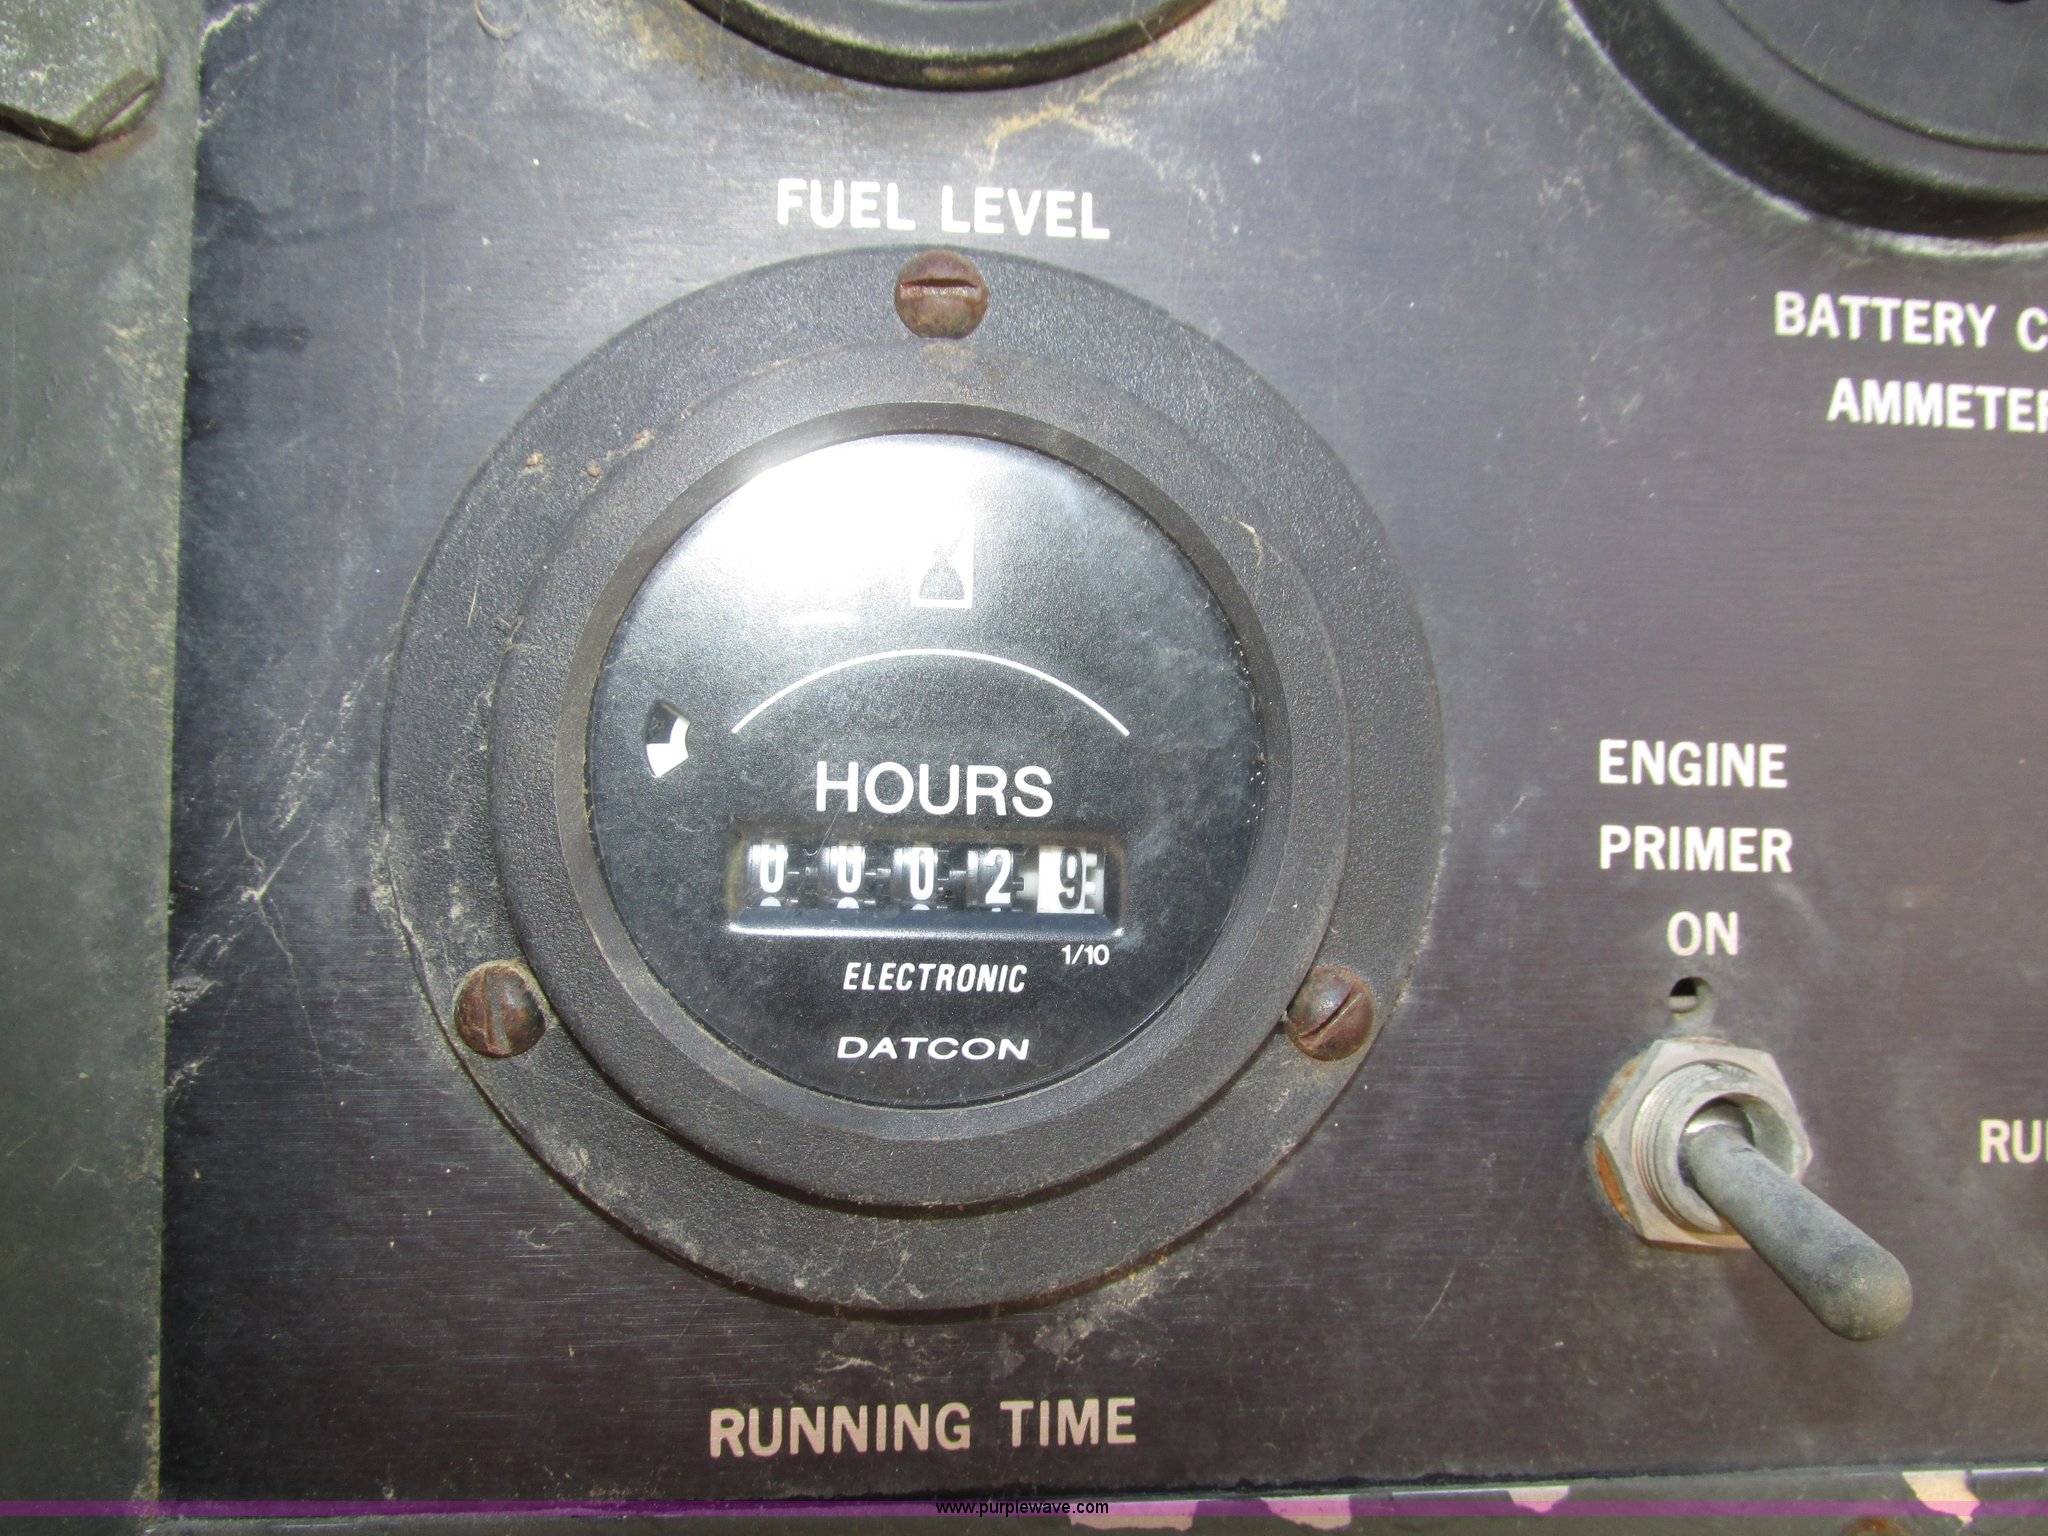 FUEL LEVEL
BATTERY C
AMMETER
HOURS
0 0 0 2 9
1/10
ELECTRONIC
DATCON
ENGINE
PRIMER
ON
RU
RUNNING TIME
www.purplewave.com